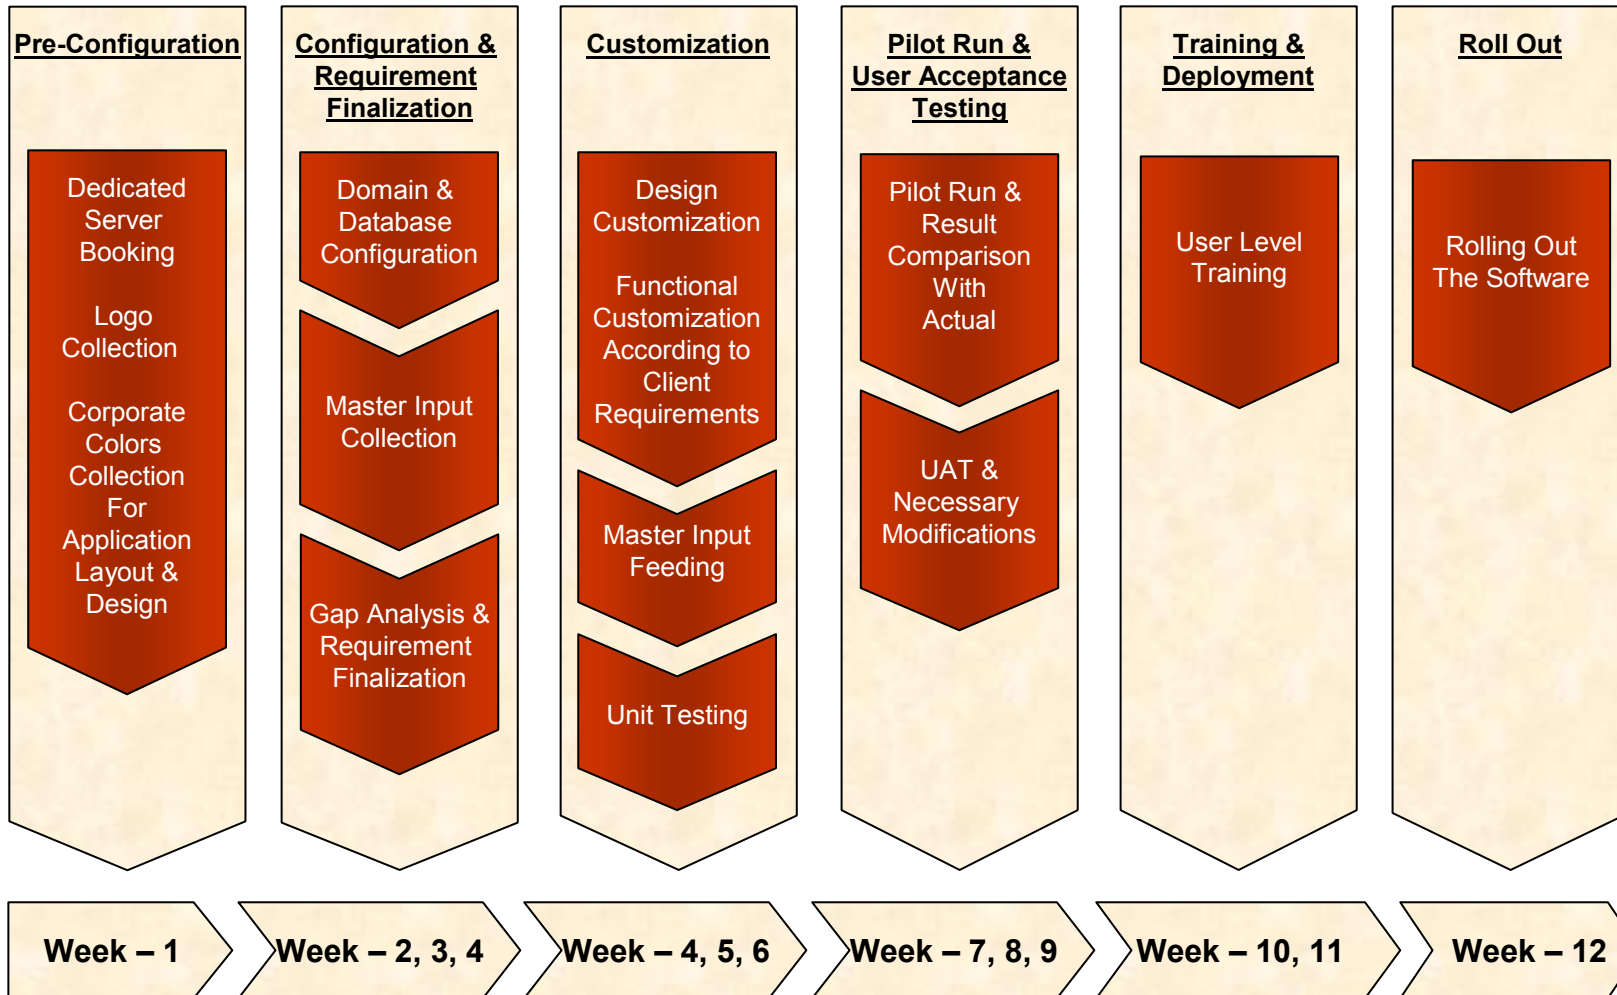 Pre-Configuration
Dedicated
Server
Booking
Logo
Collection
Corporate
Colors
Collection
For
Application
Layout &
Design
Configuration &
Requirement
Finalization
Domain &
Database
Configuration
Master Input
Collection
Gap Analysis &
Requirement
Finalization
Customization
Design
Customization
Functional
Customization
According to
Client
Requirements
Master Input
Feeding
Unit Testing
Pilot Run &
User Acceptance
Testing
Pilot Run &
Result
Comparison
With
Actual
UAT &
Necessary
Modifications
Training &
Deployment
User Level
Training
Roll Out
Rolling Out
The Software
Week – 1
Week – 2, 3, 4
Week – 4, 5, 6
Week – 7, 8, 9
Week – 10, 11
Week – 12